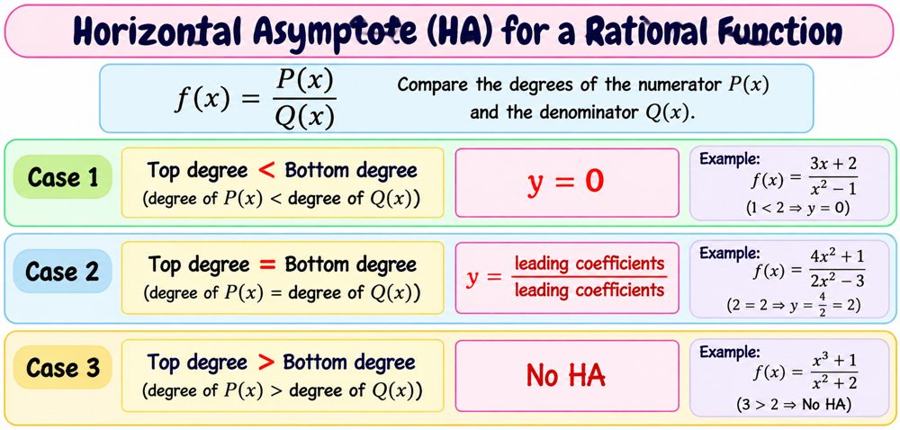 Horizontal Asymptote (HA) for a Rational Function
f(x) = P(x) / Q(x)
Compare the degrees of the numerator P(x)
and the denominator Q(x).
Case 1
Top degree < Bottom degree
(degree of P(x) < degree of Q(x))
y = 0
Example:
f(x) = (3x + 2) / (x² − 1)
(1 < 2 ⇒ y = 0)
Case 2
Top degree = Bottom degree
(degree of P(x) = degree of Q(x))
y = leading coefficients / leading coefficients
Example:
f(x) = (4x² + 1) / (2x² − 3)
(2 = 2 ⇒ y = 4/2 = 2)
Case 3
Top degree > Bottom degree
(degree of P(x) > degree of Q(x))
No HA
Example:
f(x) = (x³ + 1) / (x² + 2)
(3 > 2 ⇒ No HA)